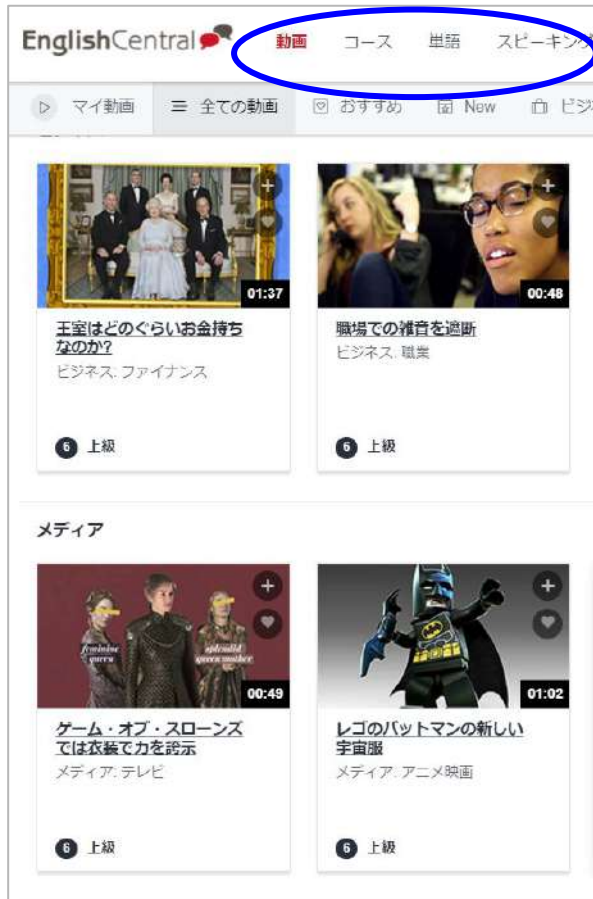 EnglishCentral 動画 コース 単語 スピーキング
マイ動画 全ての動画 おすすめ New ビジ
01:37
00:48
王室はどのぐらいお金持ち
なのか?
ビジネス: ファイナンス
6 上級
職場での雑音を遮断
ビジネス: 職業
6 上級
メディア
feminine
queen
splendid
queen mother
00:49
01:02
ゲーム・オブ・スローンズ
では衣装で力を誇示
メディア: テレビ
6 上級
レゴのバットマンの新しい
宇宙服
メディア: アニメ映画
6 上級